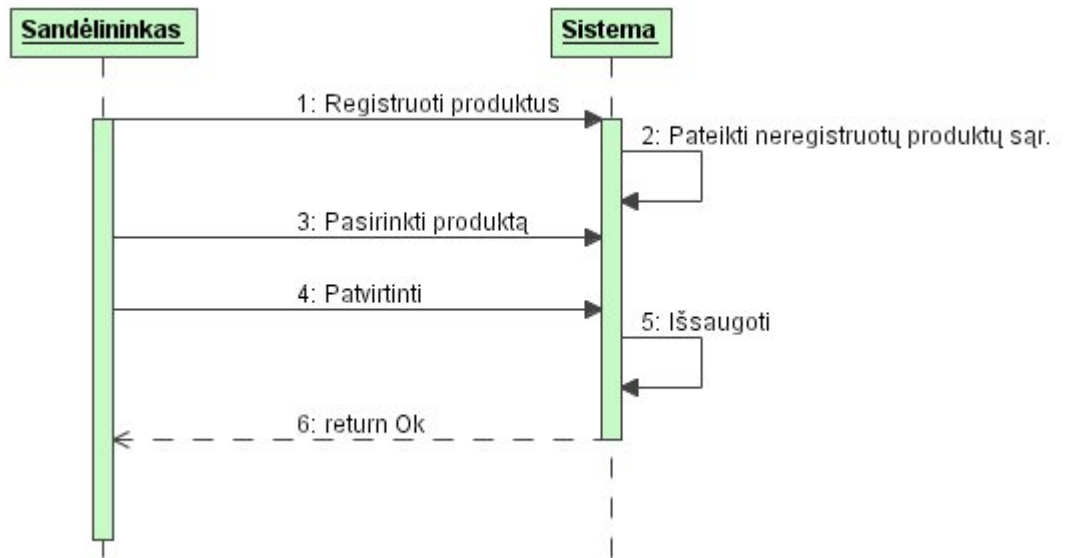 Sandėlininkas
Sistema
1: Registruoti produktus
2: Pateikti neregistruotų produktų sąr.
3: Pasirinkti produktą
4: Patvirtinti
5: Išsaugoti
6: return Ok